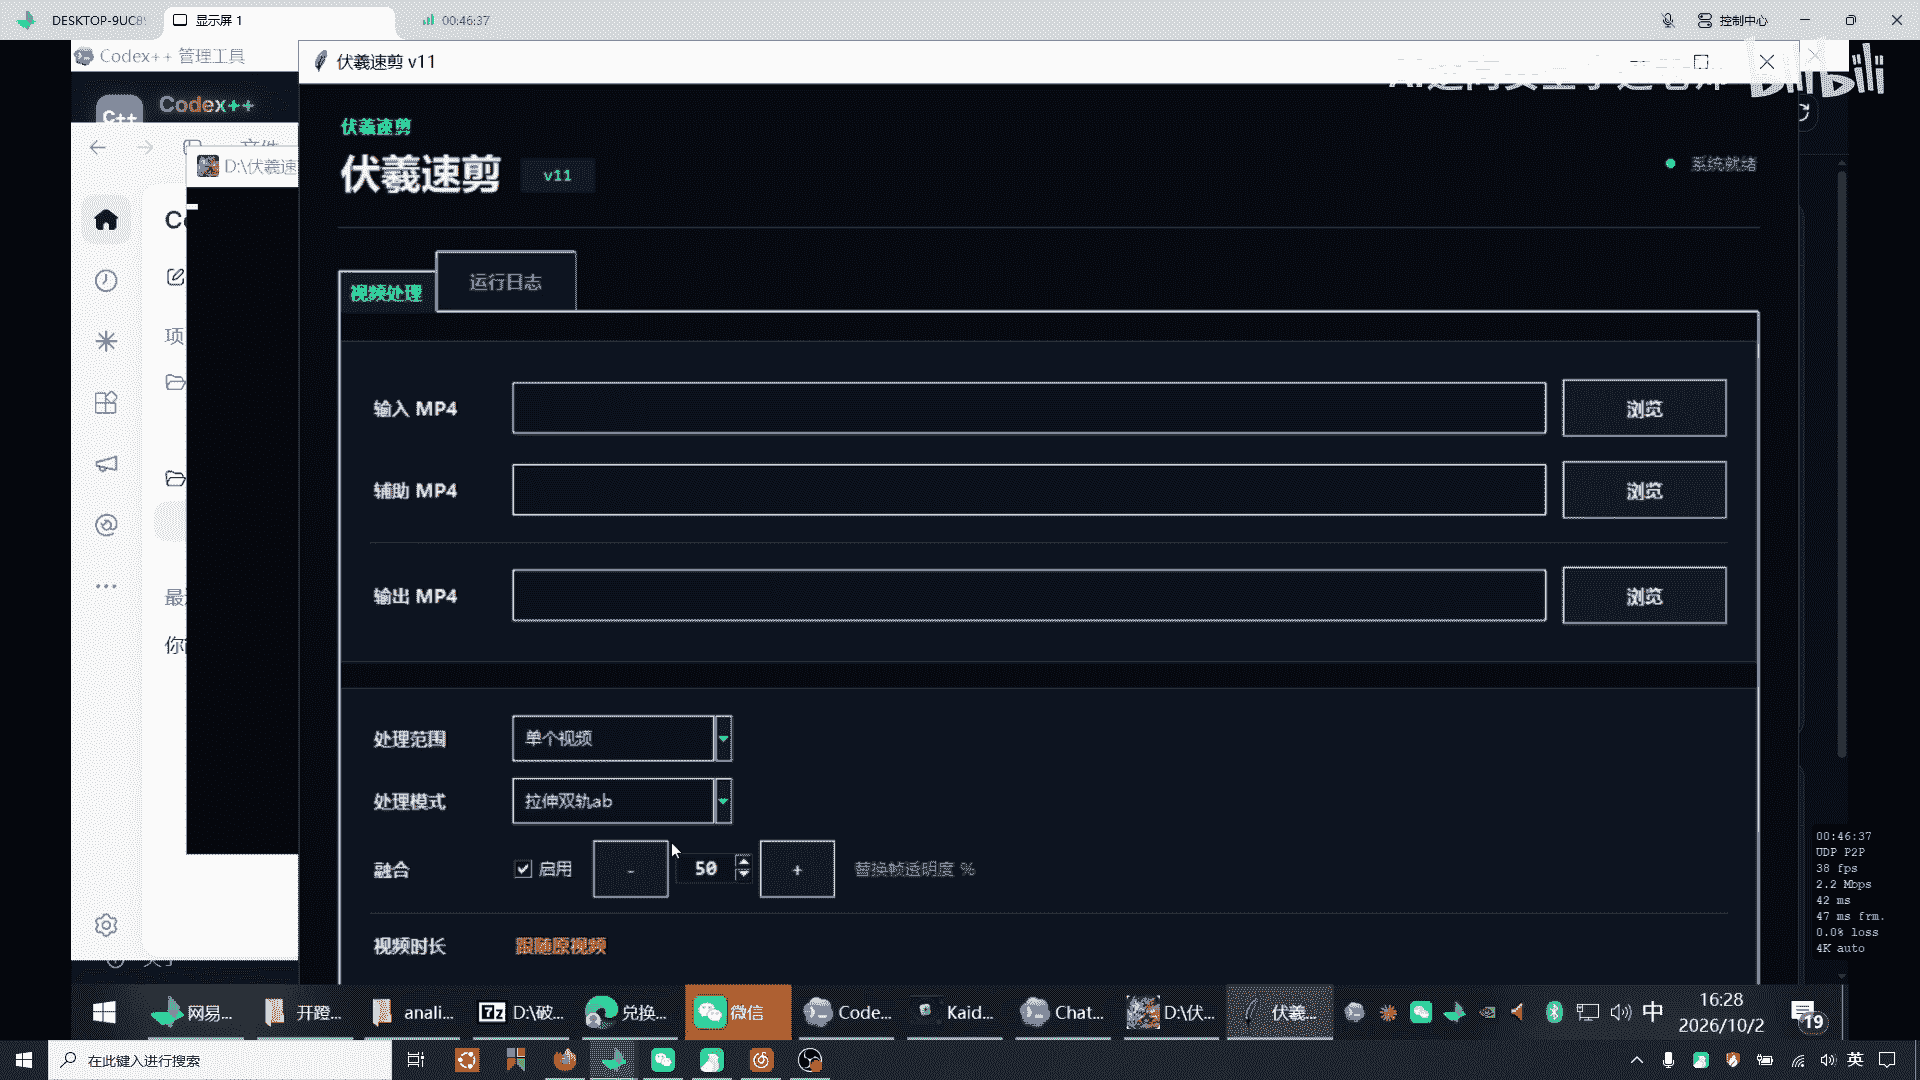 DESKTOP-9UC8
显示屏 1
00:46:37
控制中心
Codex++ 管理工具
伏羲速剪 v11
bilibili
C++
Codex++
伏羲速剪
伏羲速剪
v11
系统就绪
文件
D:\伏羲速
视频处理
运行日志
项
输入 MP4
浏览
辅助 MP4
浏览
输出 MP4
浏览
处理范围
单个视频
处理模式
拉伸双轨ab
融合
启用
-
50
+
替换帧透明度 %
视频时长
跟随原视频
00:46:37
UDP P2P
38 fps
2.2 Mbps
42 ms
47 ms frm.
0.0% loss
4K auto
网易...
开蹬...
anali...
D:\破...
兑换...
微信
Code...
Kaid...
Chat...
D:\伏...
伏羲...
中
16:28
2026/10/2
19
在此键入进行搜索
英